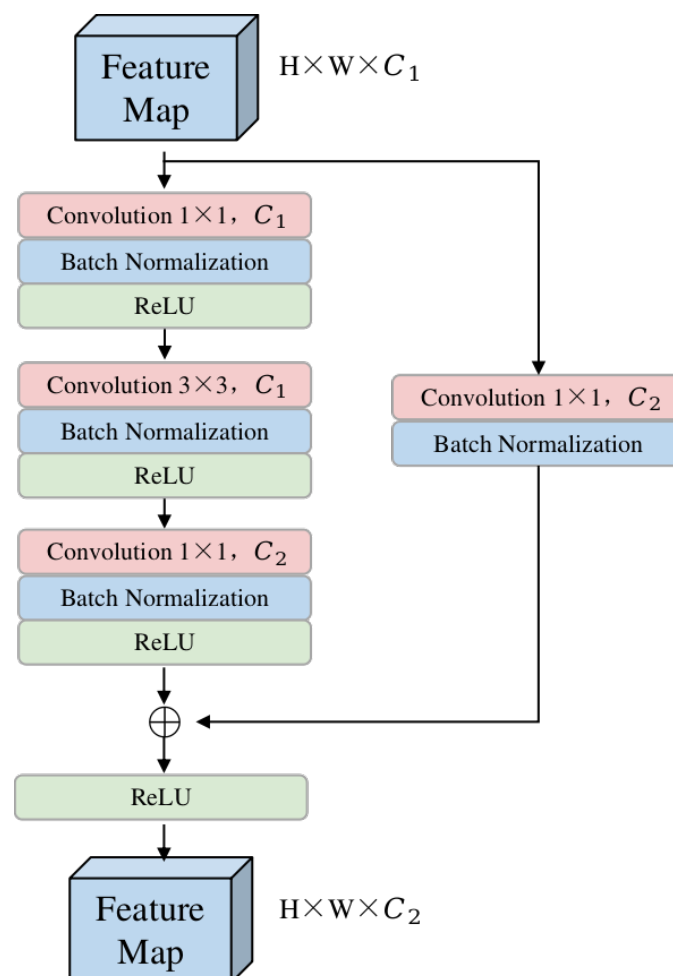 Feature
Map
H×W×C₁
Convolution 1×1, C₁
Batch Normalization
ReLU
Convolution 3×3, C₁
Batch Normalization
ReLU
Convolution 1×1, C₂
Batch Normalization
Convolution 1×1, C₂
Batch Normalization
ReLU
ReLU
Feature
Map
H×W×C₂